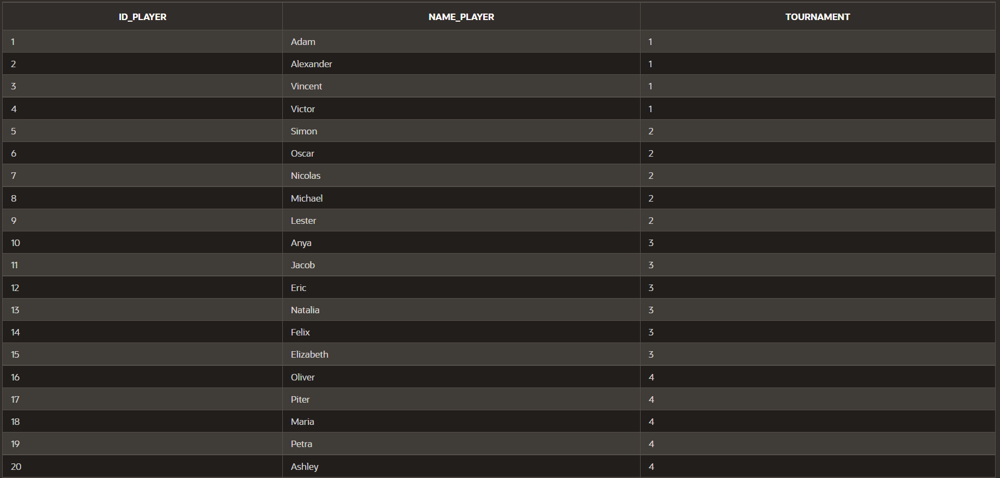 ID_PLAYER NAME_PLAYER TOURNAMENT
1 Adam 1
2 Alexander 1
3 Vincent 1
4 Victor 1
5 Simon 2
6 Oscar 2
7 Nicolas 2
8 Michael 2
9 Lester 2
10 Anya 3
11 Jacob 3
12 Eric 3
13 Natalia 3
14 Felix 3
15 Elizabeth 3
16 Oliver 4
17 Piter 4
18 Maria 4
19 Petra 4
20 Ashley 4